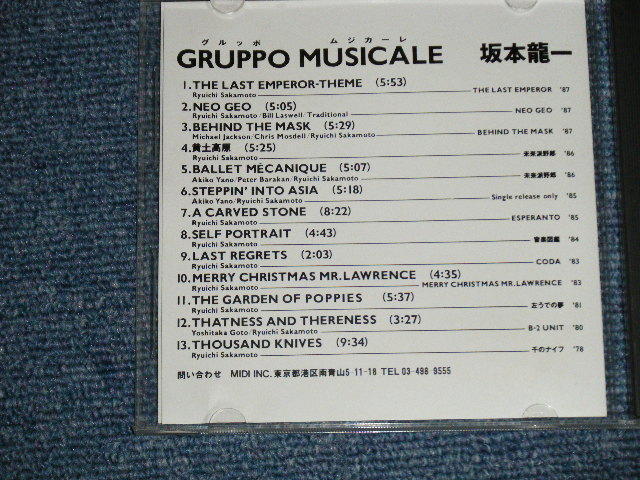 グルッポ ムジカーレ
GRUPPO MUSICALE 坂本龍一
1.THE LAST EMPEROR-THEME (5:53)
Ryuichi Sakamoto THE LAST EMPEROR '87
2.NEO GEO (5:05)
Ryuichi Sakamoto/Bill Laswell/Traditional NEO GEO '87
3.BEHIND THE MASK (5:29)
Michael Jackson/Chris Mosdell/Ryuichi Sakamoto BEHIND THE MASK '87
4.黄土高原 (5:25)
Ryuichi Sakamoto 未来派野郎 '86
5.BALLET MÉCANIQUE (5:07)
Akiko Yano/Peter Barakan/Ryuichi Sakamoto 未来派野郎 '86
6.STEPPIN' INTO ASIA (5:18)
Akiko Yano/Ryuichi Sakamoto Single release only '85
7.A CARVED STONE (8:22)
Ryuichi Sakamoto ESPERANTO '85
8.SELF PORTRAIT (4:43)
Ryuichi Sakamoto 音楽図鑑 '84
9.LAST REGRETS (2:03)
Ryuichi Sakamoto CODA '83
10.MERRY CHRISTMAS MR.LAWRENCE (4:35)
Ryuichi Sakamoto MERRY CHRISTMAS MR.LAWRENCE '83
11.THE GARDEN OF POPPIES (5:37)
Ryuichi Sakamoto 左うでの夢 '81
12.THATNESS AND THERENESS (3:27)
Yoshitaka Goto/Ryuichi Sakamoto B-2 UNIT '80
13.THOUSAND KNIVES (9:34)
Ryuichi Sakamoto 千のナイフ '78
問い合わせ MIDI INC.東京都港区南青山5-11-18 TEL 03-498 9555